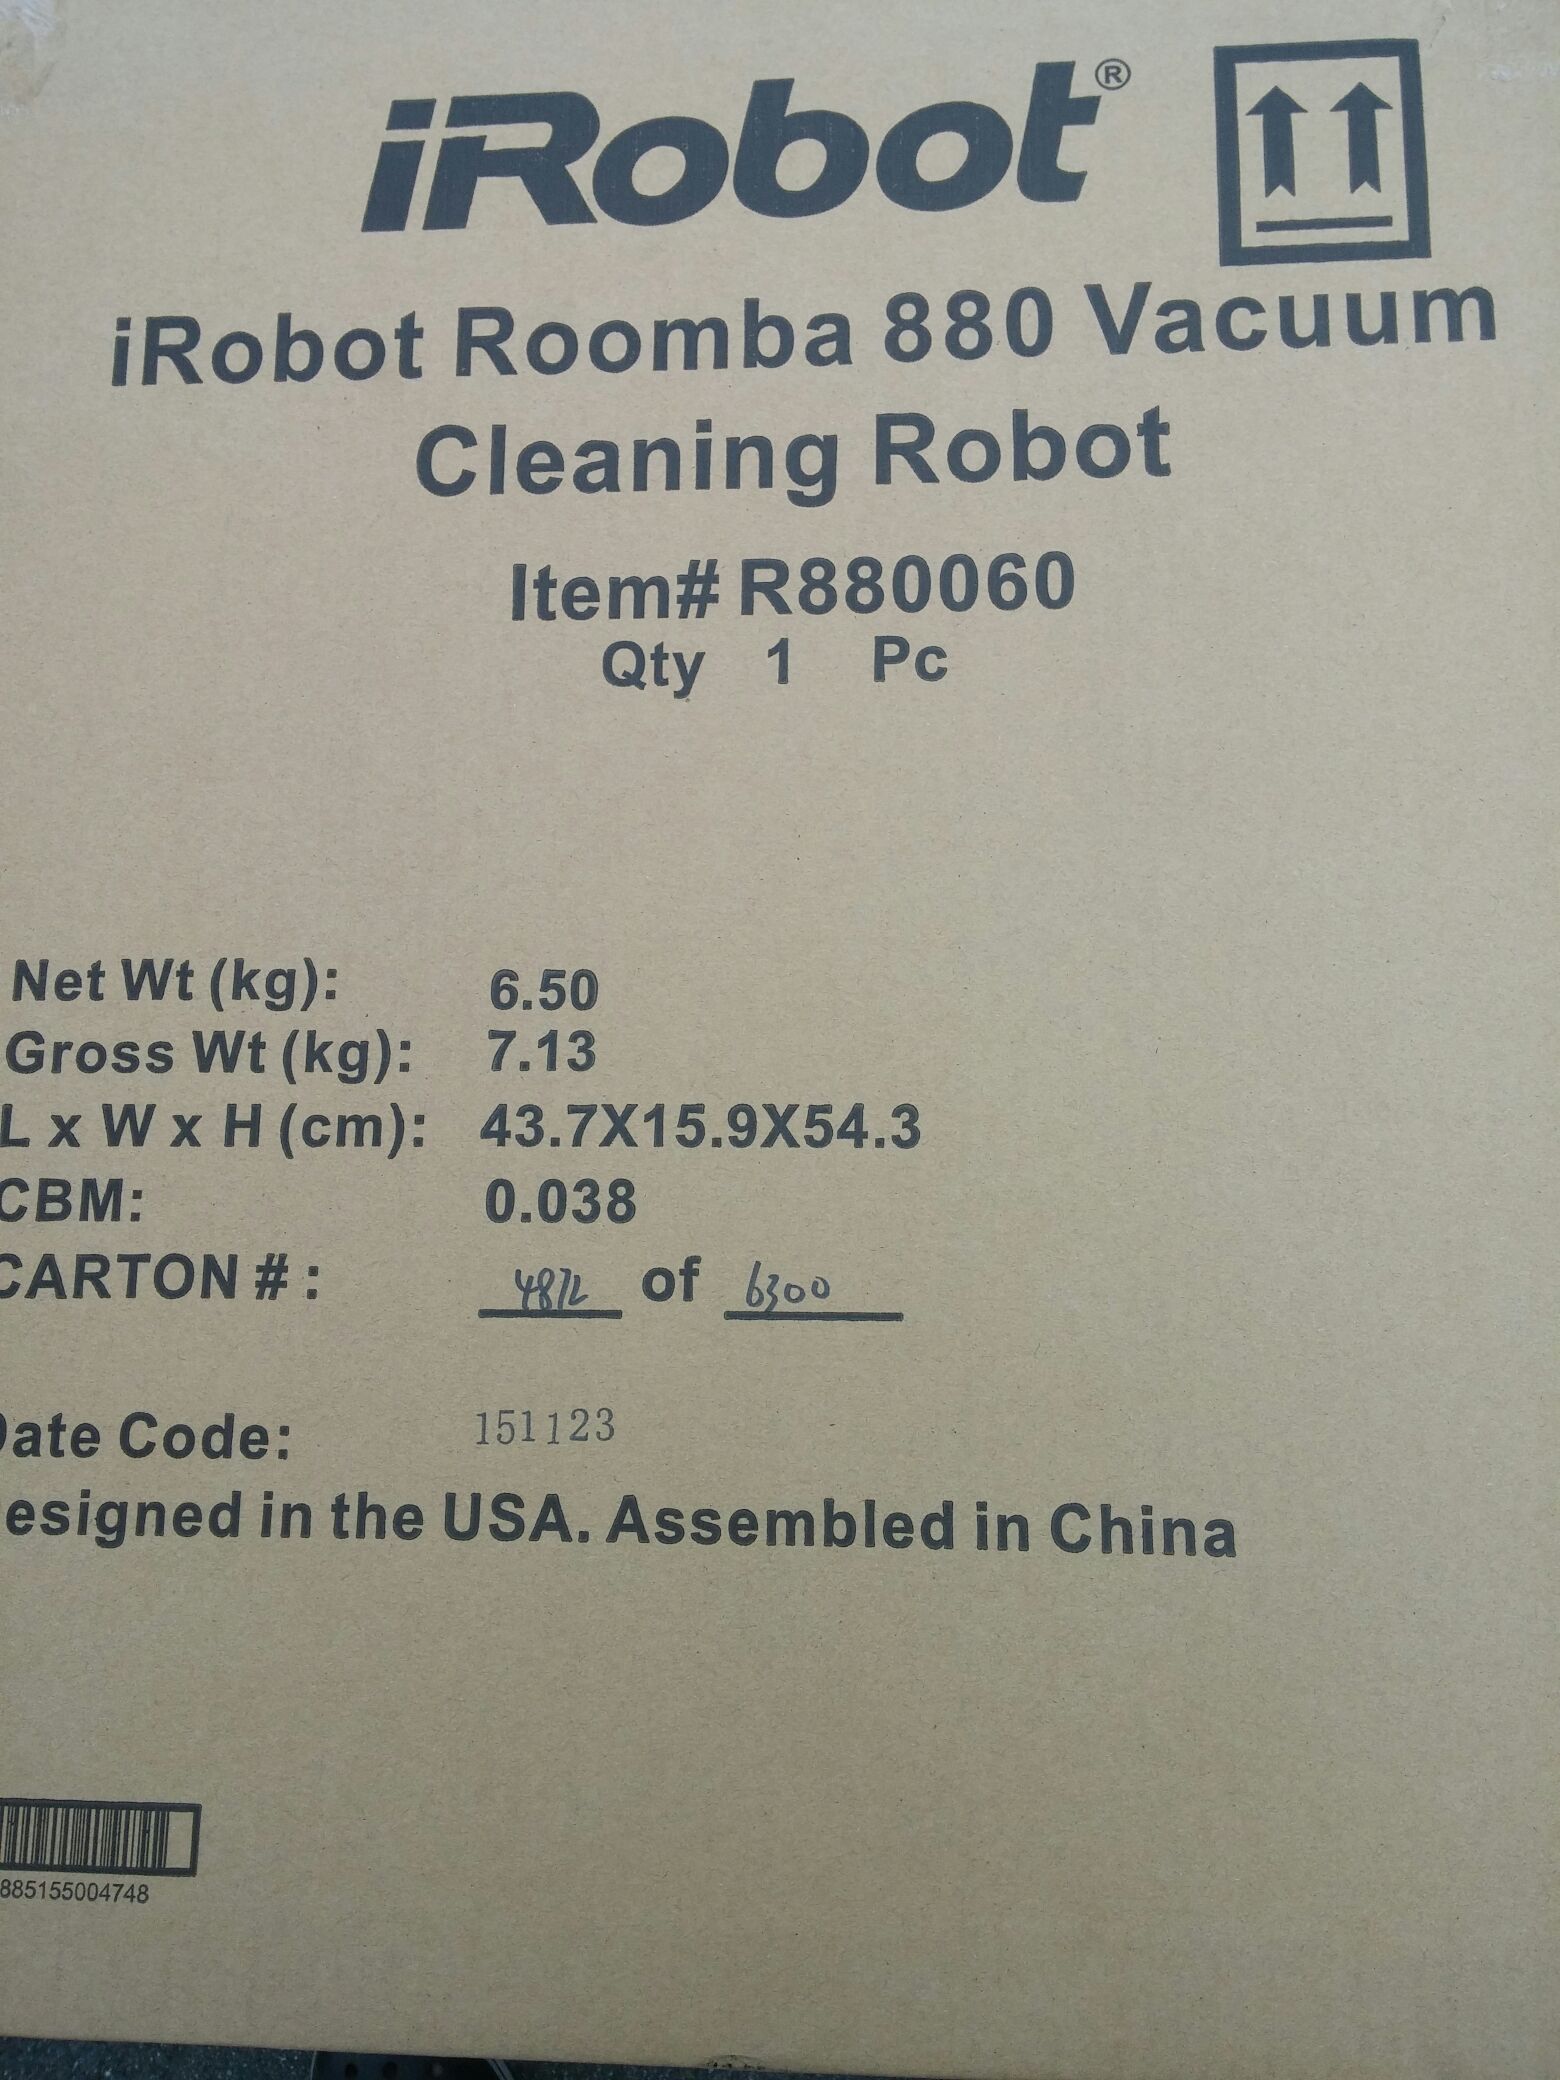 iRobot®
iRobot Roomba 880 Vacuum
Cleaning Robot
Item# R880060
Qty 1 Pc
Net Wt (kg): 6.50
Gross Wt (kg): 7.13
L x W x H (cm): 43.7X15.9X54.3
CBM: 0.038
CARTON # : 4872 of 6300
Date Code: 151123
esigned in the USA. Assembled in China
885155004748